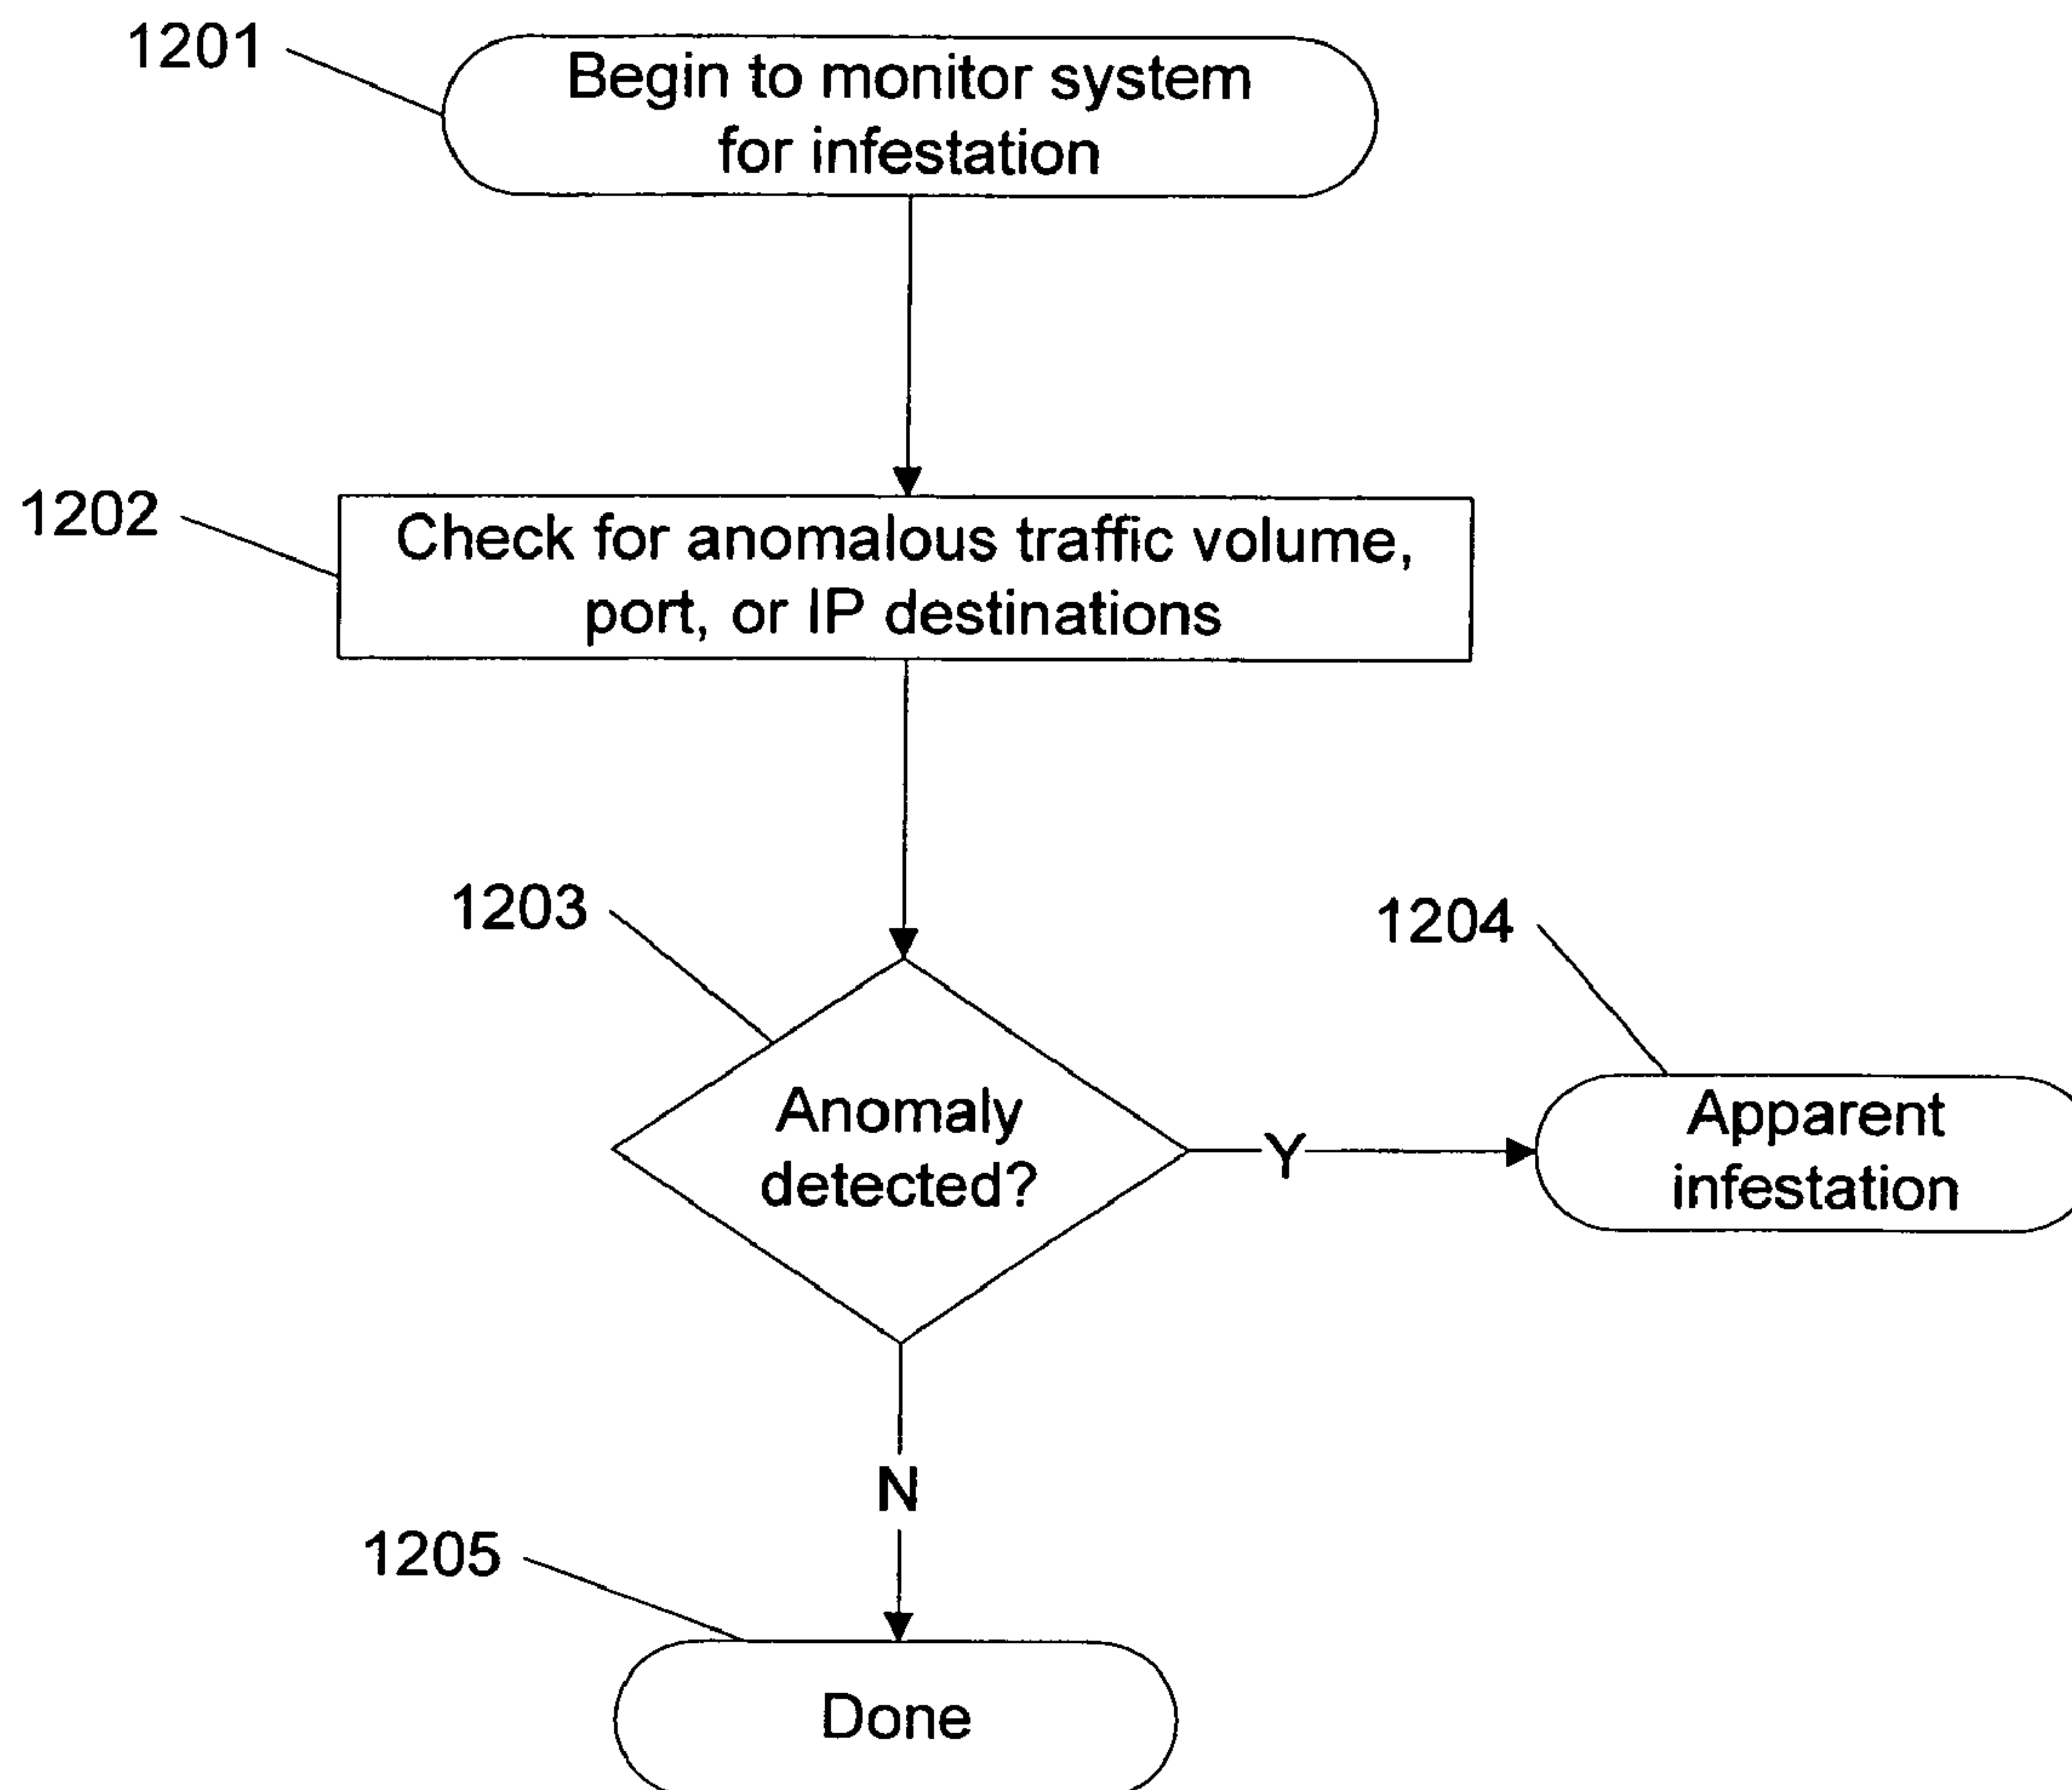 1201
Begin to monitor system
for infestation
1202
Check for anomalous traffic volume,
port, or IP destinations
1203
1204
Anomaly
detected?
Y
Apparent
infestation
N
1205
Done